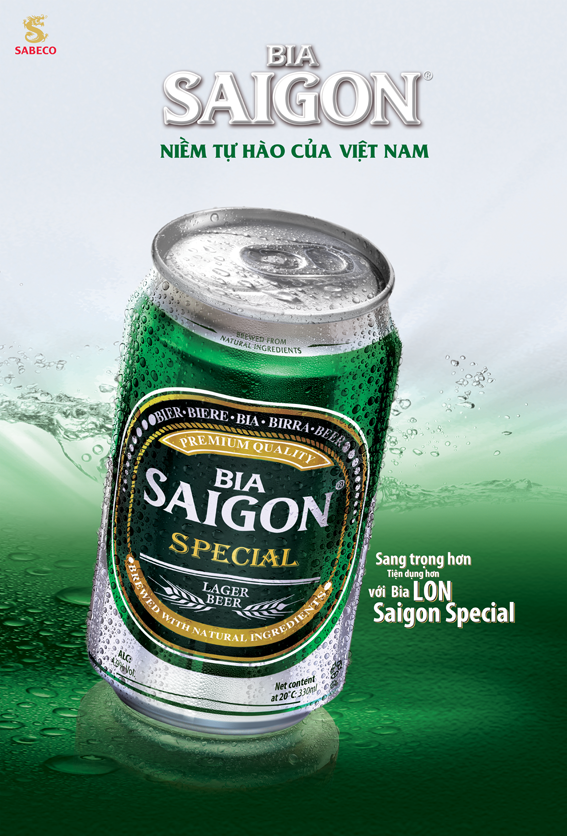 SABECO
BIA
SAIGON®
NIỀM TỰ HÀO CỦA VIỆT NAM
BREWED FROM
NATURAL INGREDIENTS
BIER • BIERE • BIA • BIRRA • BEER
PREMIUM QUALITY
BIA
SAIGON®
SPECIAL
LAGER
BEER
BREWED WITH NATURAL INGREDIENTS
Sang trọng hơn
Tiện dụng hơn
với Bia LON
Saigon Special
ALC:
Net content
at 20°C: 330ml